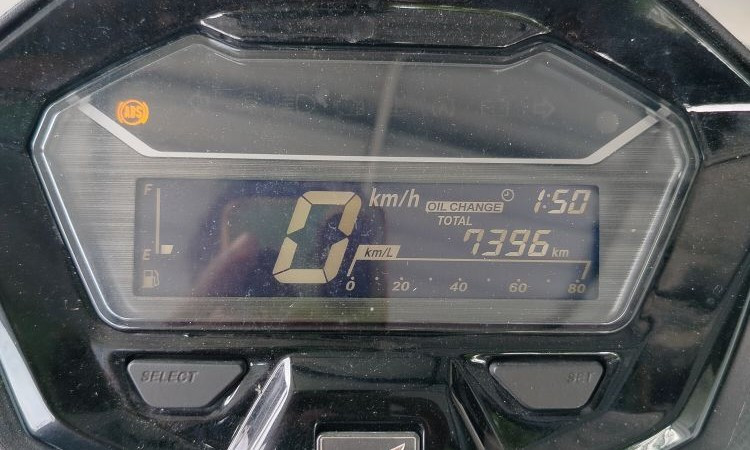 ABS
F
km/h
OIL CHANGE
1:50
TOTAL
7396 km
0
E
km/L
0 20 40 60 80
SELECT
SET